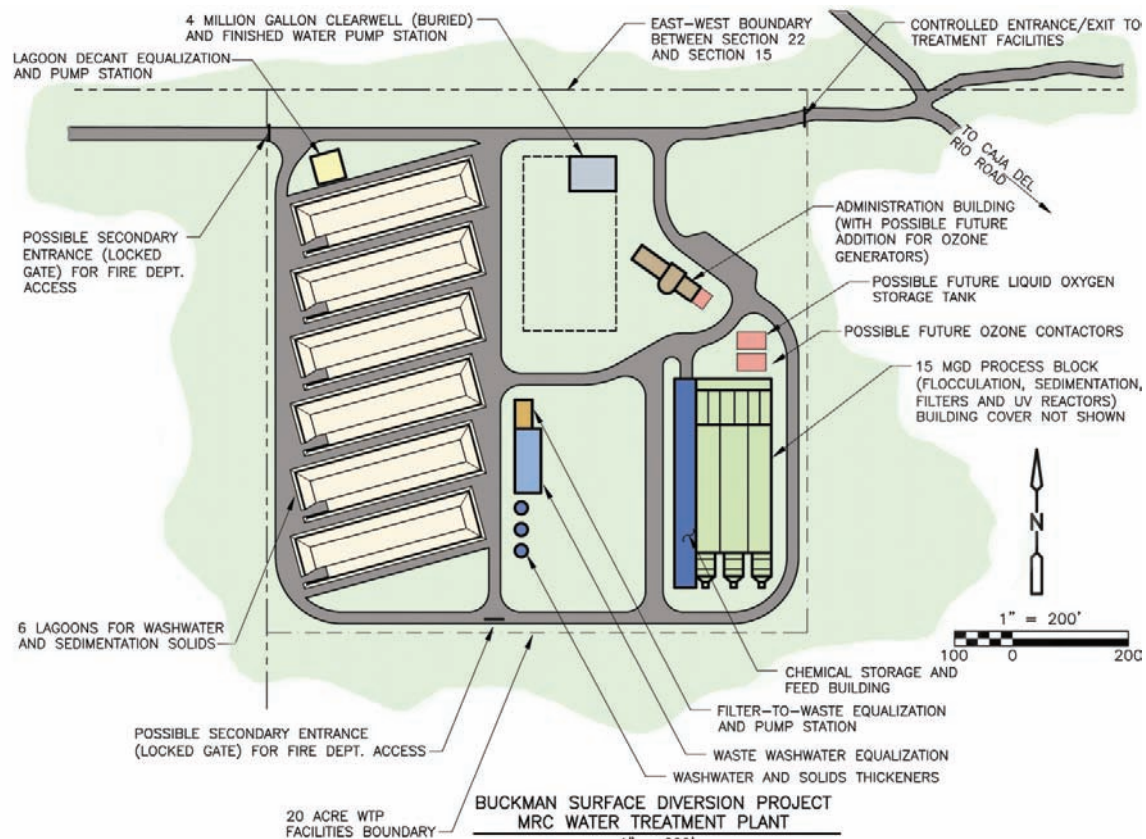 4 MILLION GALLON CLEARWELL (BURIED)
AND FINISHED WATER PUMP STATION
EAST-WEST BOUNDARY
BETWEEN SECTION 22
AND SECTION 15
CONTROLLED ENTRANCE/EXIT TO
TREATMENT FACILITIES
LAGOON DECANT EQUALIZATION
AND PUMP STATION
TO CAJA DEL
RIO ROAD
POSSIBLE SECONDARY
ENTRANCE (LOCKED
GATE) FOR FIRE DEPT.
ACCESS
ADMINISTRATION BUILDING
(WITH POSSIBLE FUTURE
ADDITION FOR OZONE
GENERATORS)
POSSIBLE FUTURE LIQUID OXYGEN
STORAGE TANK
POSSIBLE FUTURE OZONE CONTACTORS
15 MGD PROCESS BLOCK
(FLOCCULATION, SEDIMENTATION,
FILTERS AND UV REACTORS)
BUILDING COVER NOT SHOWN
N
1" = 200'
100 0 200
6 LAGOONS FOR WASHWATER
AND SEDIMENTATION SOLIDS
CHEMICAL STORAGE AND
FEED BUILDING
FILTER-TO-WASTE EQUALIZATION
AND PUMP STATION
POSSIBLE SECONDARY ENTRANCE
(LOCKED GATE) FOR FIRE DEPT. ACCESS
WASTE WASHWATER EQUALIZATION
WASHWATER AND SOLIDS THICKENERS
20 ACRE WTP
FACILITIES BOUNDARY
BUCKMAN SURFACE DIVERSION PROJECT
MRC WATER TREATMENT PLANT